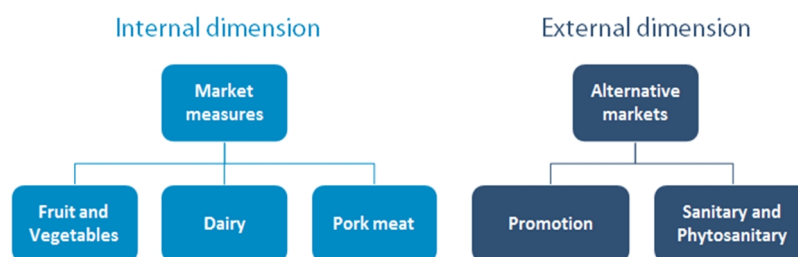 Internal dimension
External dimension
Market
measures
Alternative
markets
Fruit and
Vegetables
Dairy
Pork meat
Promotion
Sanitary and
Phytosanitary